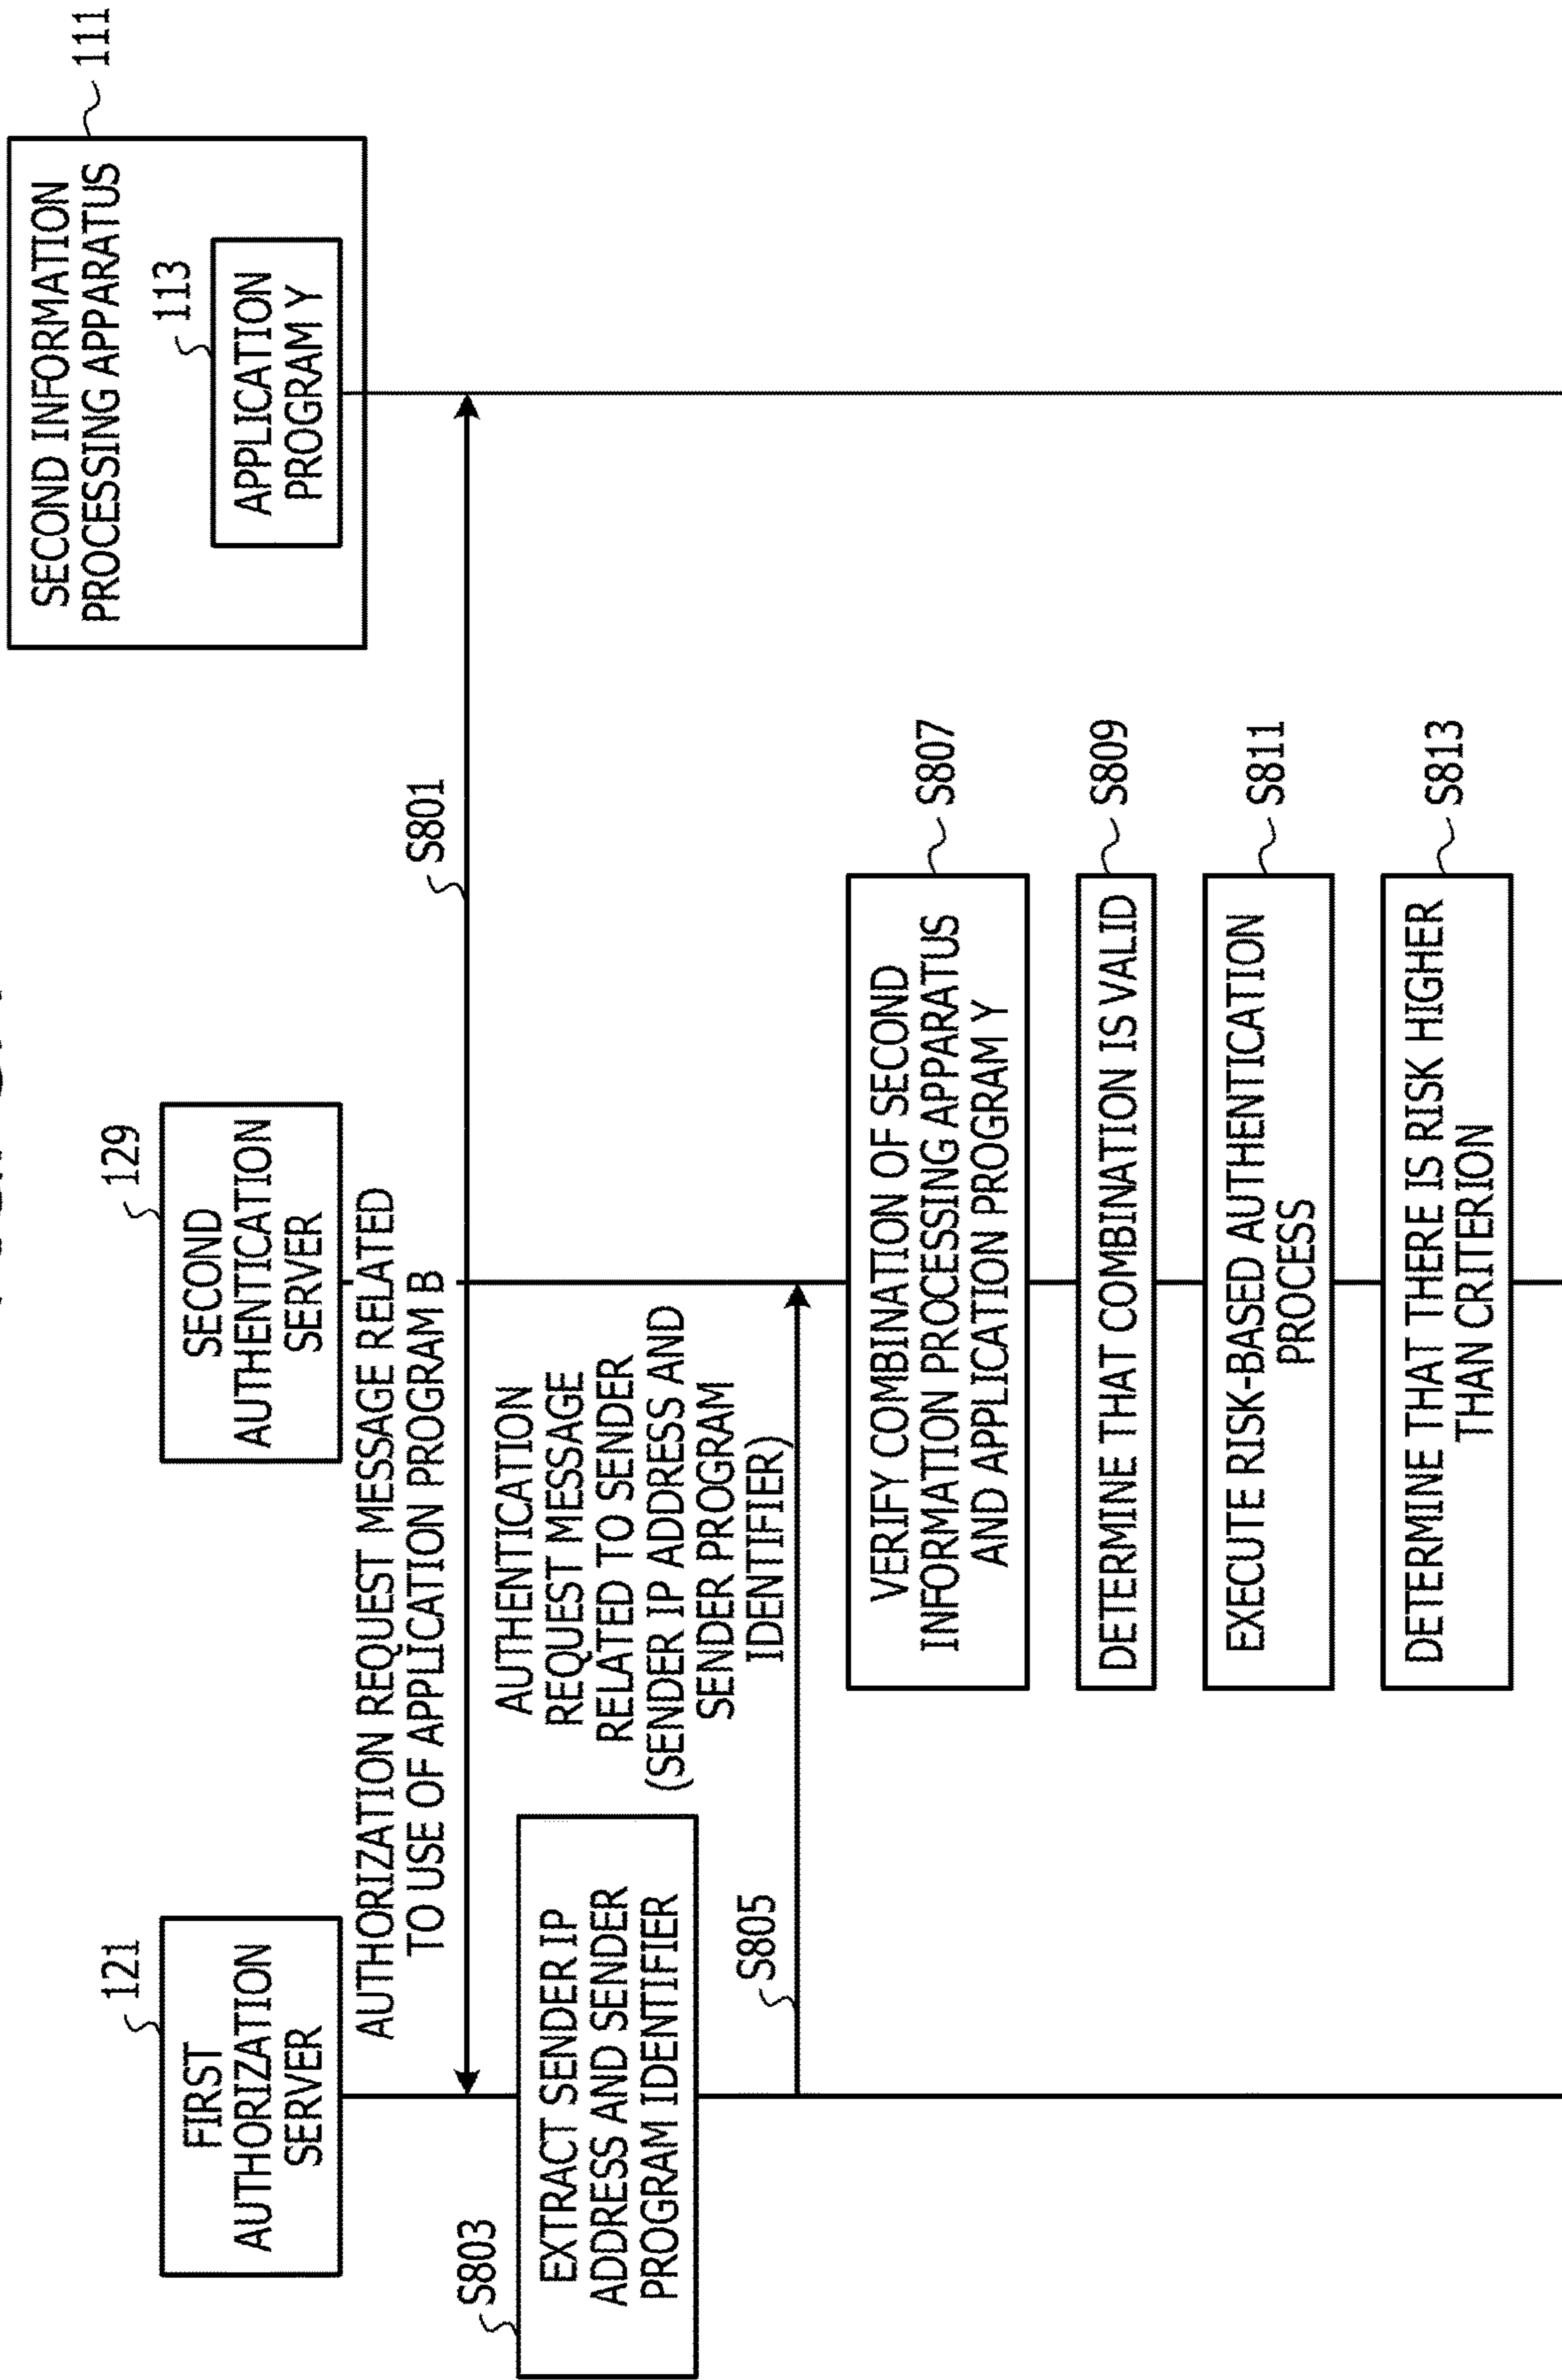 FIRST
AUTHORIZATION
SERVER
121
SECOND
AUTHENTICATION
SERVER
129
SECOND INFORMATION
PROCESSING APPARATUS
111
APPLICATION
PROGRAM Y
113
AUTHORIZATION REQUEST MESSAGE RELATED
TO USE OF APPLICATION PROGRAM B
S801
S803
EXTRACT SENDER IP
ADDRESS AND SENDER
PROGRAM IDENTIFIER
AUTHENTICATION
REQUEST MESSAGE
RELATED TO SENDER
(SENDER IP ADDRESS AND
SENDER PROGRAM
IDENTIFIER)
S805
VERIFY COMBINATION OF SECOND
INFORMATION PROCESSING APPARATUS
AND APPLICATION PROGRAM Y
S807
DETERMINE THAT COMBINATION IS VALID
S809
EXECUTE RISK-BASED AUTHENTICATION
PROCESS
S811
DETERMINE THAT THERE IS RISK HIGHER
THAN CRITERION
S813